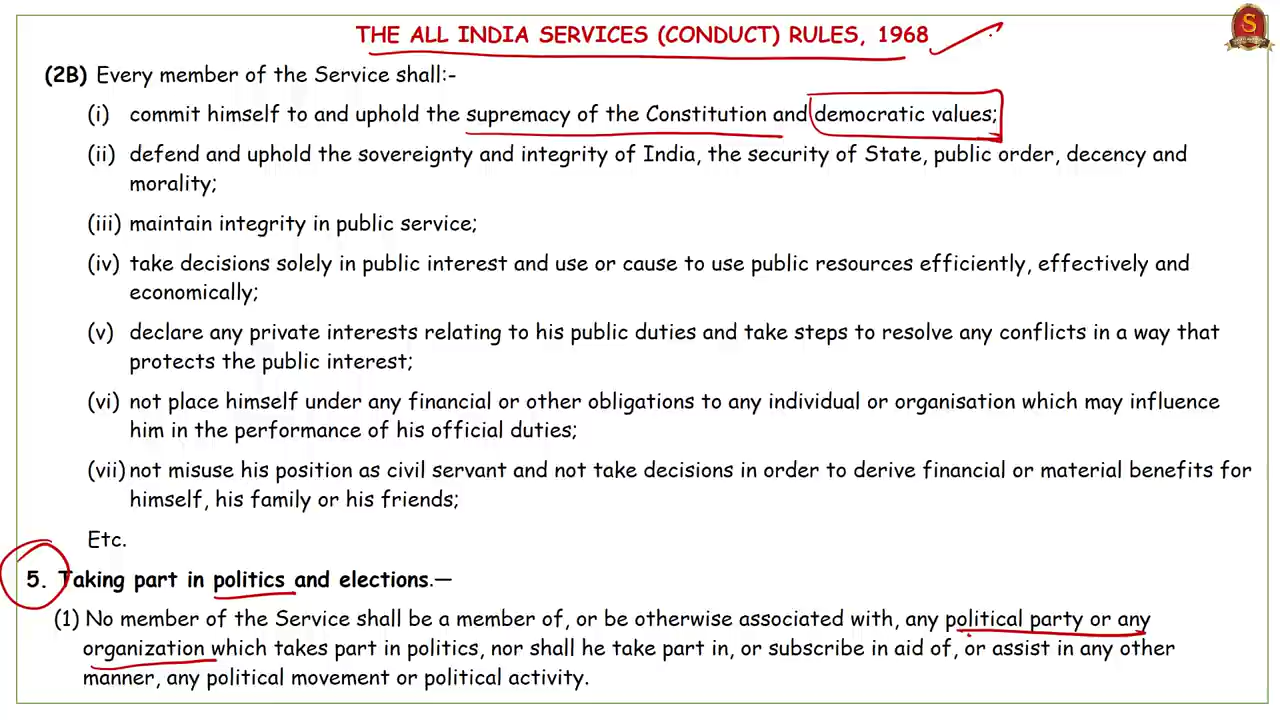 THE ALL INDIA SERVICES (CONDUCT) RULES, 1968
S
(2B) Every member of the Service shall:-
(i) commit himself to and uphold the supremacy of the Constitution and democratic values;
(ii) defend and uphold the sovereignty and integrity of India, the security of State, public order, decency and
morality;
(iii) maintain integrity in public service;
(iv) take decisions solely in public interest and use or cause to use public resources efficiently, effectively and
economically;
(v) declare any private interests relating to his public duties and take steps to resolve any conflicts in a way that
protects the public interest;
(vi) not place himself under any financial or other obligations to any individual or organisation which may influence
him in the performance of his official duties;
(vii) not misuse his position as civil servant and not take decisions in order to derive financial or material benefits for
himself, his family or his friends;
Etc.
5. Taking part in politics and elections.—
(1) No member of the Service shall be a member of, or be otherwise associated with, any political party or any
organization which takes part in politics, nor shall he take part in, or subscribe in aid of, or assist in any other
manner, any political movement or political activity.